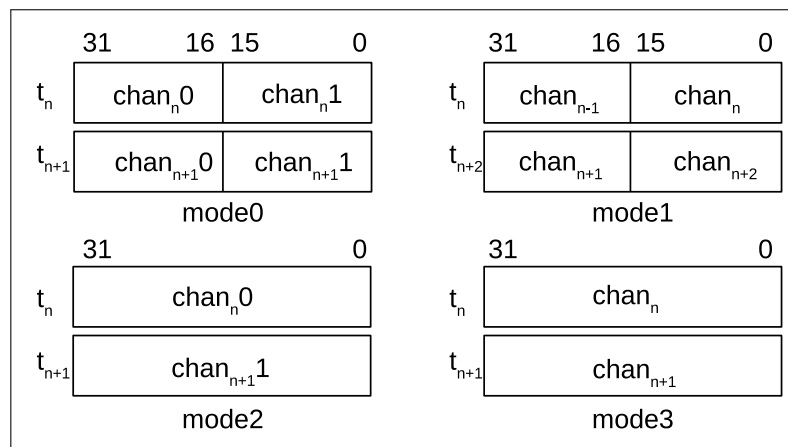 31 16 15 0 31 16 15 0
tn chann0 chann1 tn chann-1 chann
tn+1 chann+10 chann+11 tn+2 chann+1 chann+2
mode0 mode1
31 0 31 0
tn chann0 tn chann
tn+1 chann+11 tn+1 chann+1
mode2 mode3